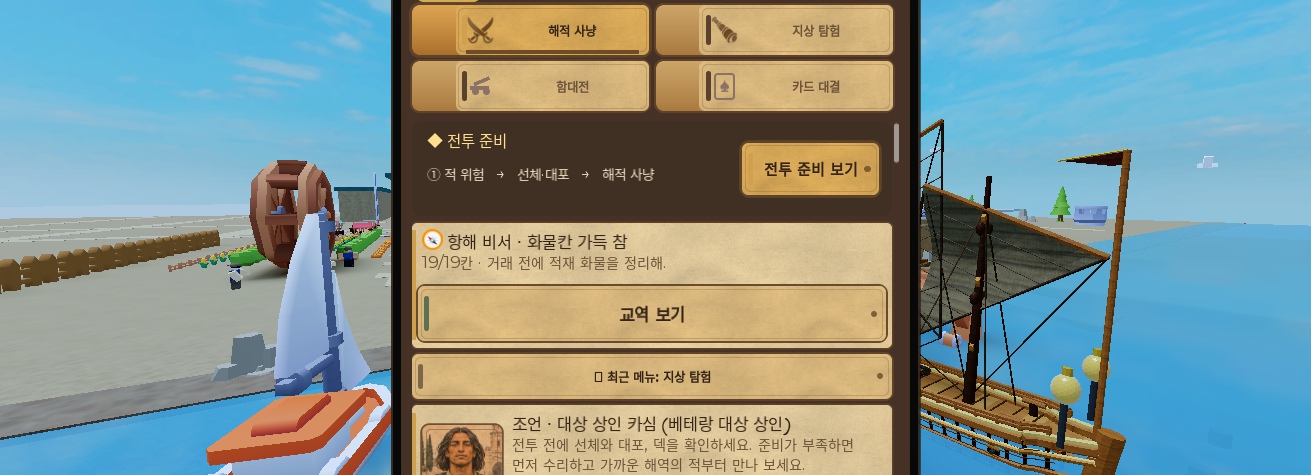 해적 사냥
지상 탐험
함대전
카드 대결
◆ 전투 준비
① 적 위험 → 선체·대포 → 해적 사냥
전투 준비 보기
항해 비서 · 화물칸 가득 참
19/19칸 · 거래 전에 적재 화물을 정리해.
교역 보기
최근 메뉴: 지상 탐험
조언 · 대상 상인 카심 (베테랑 대상 상인)
전투 전에 선체와 대포, 덱을 확인하세요. 준비가 부족하면
먼저 수리하고 가까운 해역의 적부터 만나 보세요.